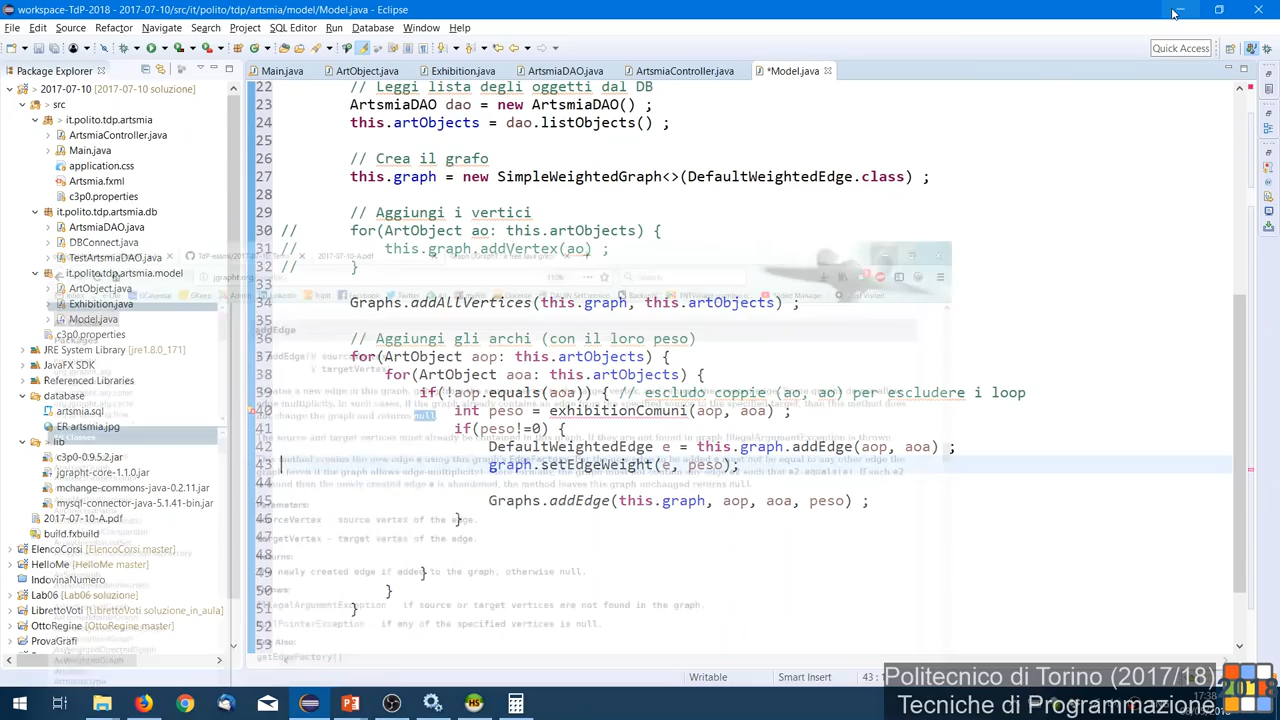 workspace-TdP-2018 - 2017-07-10/src/it/polito/tdp/artsmia/model/Model.java - Eclipse
File Edit Source Refactor Navigate Search Project SQL Editor Run Database Window Help
Quick Access
Package Explorer
Main.java ArtObject.java Exhibition.java ArtsmiaDAO.java ArtsmiaController.java *Model.java
2017-07-10 [2017-07-10 soluzione]
src
it.polito.tdp.artsmia
ArtsmiaController.java
Main.java
application.css
Artsmia.fxml
c3p0.properties
it.polito.tdp.artsmia.db
ArtsmiaDAO.java
DBConnect.java
TestArtsmiaDAO.java
it.polito.tdp.artsmia.model
ArtObject.java
Exhibition.java
Model.java
c3p0.properties
JRE System Library [jre1.8.0_171]
JavaFX SDK
Referenced Libraries
database
artsmia.sql
ER artsmia.jpg
lib
c3p0-0.9.5.2.jar
jgrapht-core-1.1.0.jar
mchange-commons-java-0.2.11.jar
mysql-connector-java-5.1.41-bin.jar
2017-07-10-A.pdf
build.fxbuild
ElencoCorsi [ElencoCorsi master]
HelloMe [HelloMe master]
IndovinaNumero
Lab06 [Lab06 soluzione]
LibrettoVoti [LibrettoVoti soluzione_in_aula]
OttoRegine [OttoRegine master]
ProvaGrafi
22 // Leggi lista degli oggetti dal DB
23 ArtsmiaDAO dao = new ArtsmiaDAO() ;
24 this.artObjects = dao.listObjects() ;
25
26 // Crea il grafo
27 this.graph = new SimpleWeightedGraph<>(DefaultWeightedEdge.class) ;
28
29 // Aggiungi i vertici
30 // for(ArtObject ao: this.artObjects) {
31 // this.graph.addVertex(ao) ;
32 // }
33
34 Graphs.addAllVertices(this.graph, this.artObjects) ;
35
36 // Aggiungi gli archi (con il loro peso)
37 for(ArtObject aop: this.artObjects) {
38 for(ArtObject aoa: this.artObjects) {
39 if(!aop.equals(aoa)) { // escludo coppie (ao, ao) per escludere i loop
40 int peso = exhibitionComuni(aop, aoa) ;
41 if(peso!=0) {
42 DefaultWeightedEdge e = this.graph.addEdge(aop, aoa) ;
43 graph.setEdgeWeight(e, peso);
44
45 Graphs.addEdge(this.graph, aop, aoa, peso) ;
46 }
47
48
49 }
50 }
51 }
52
53
Writable Smart Insert 43 :
Politecnico di Torino (2017/18)
Tecniche di Programmazione
2018
17:38